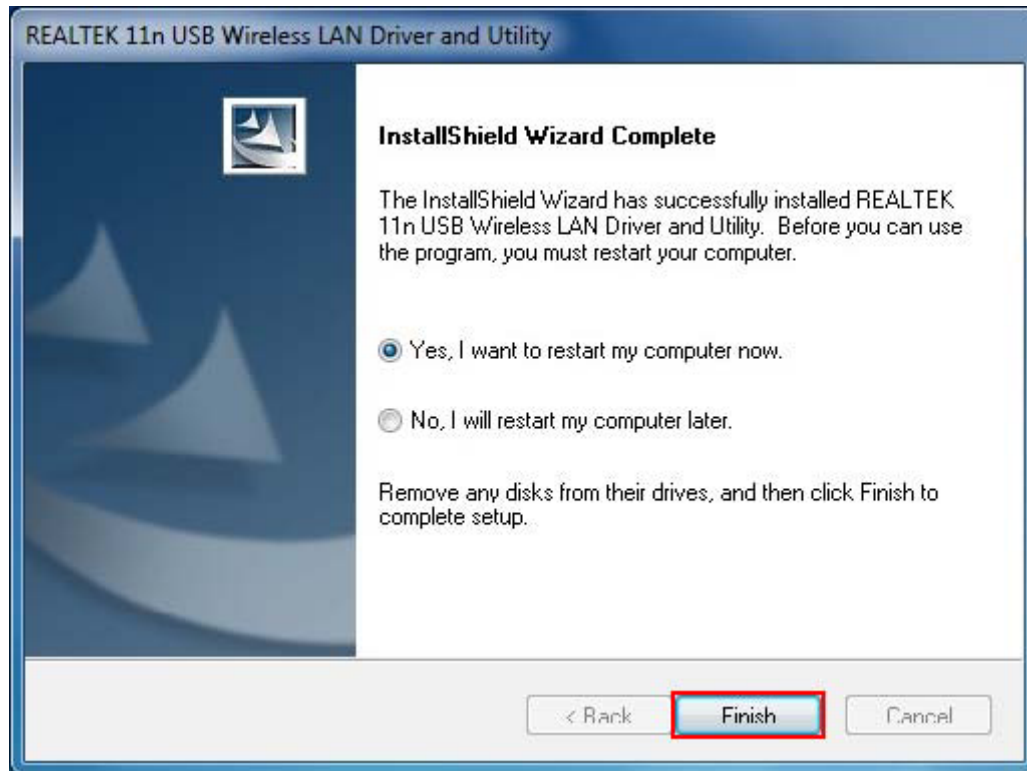 REALTEK 11n USB Wireless LAN Driver and Utility
InstallShield Wizard Complete
The InstallShield Wizard has successfully installed REALTEK
11n USB Wireless LAN Driver and Utility.  Before you can use
the program, you must restart your computer.
Yes, I want to restart my computer now.
No, I will restart my computer later.
Remove any disks from their drives, and then click Finish to
complete setup.
< Back Finish Cancel